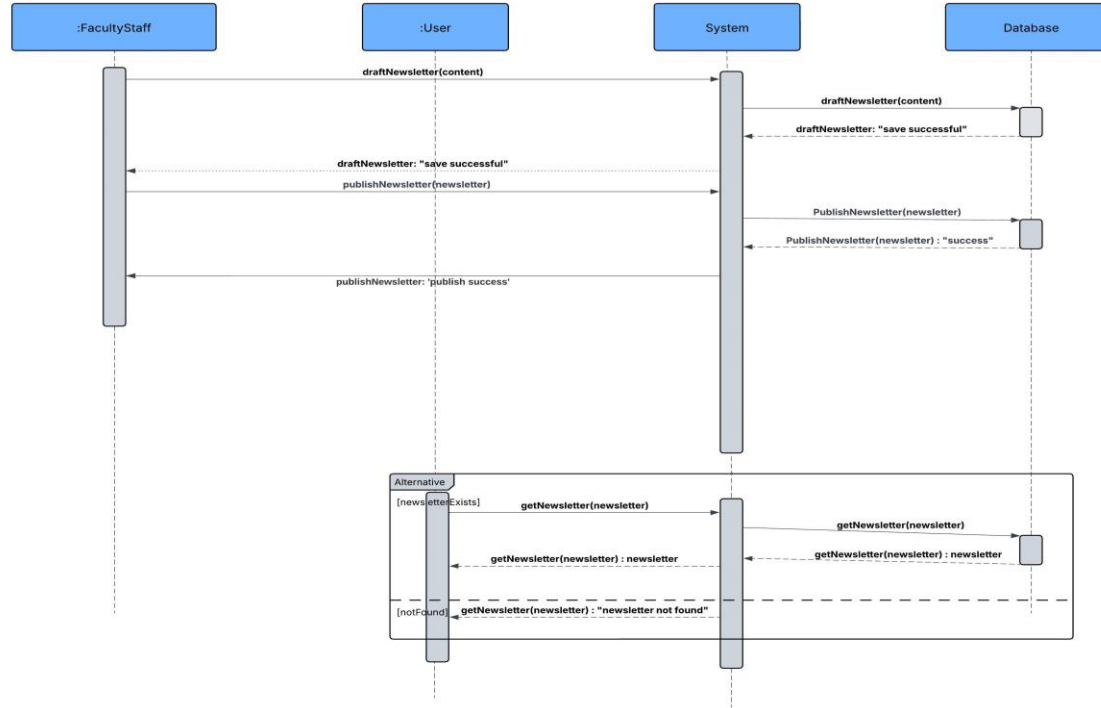 :FacultyStaff
:User
System
Database
draftNewsletter(content)
draftNewsletter(content)
draftNewsletter: "save successful"
draftNewsletter: "save successful"
publishNewsletter(newsletter)
PublishNewsletter(newsletter)
PublishNewsletter(newsletter) : "success"
publishNewsletter: 'publish success'
Alternative
[newsletterExists]
getNewsletter(newsletter)
getNewsletter(newsletter)
getNewsletter(newsletter) : newsletter
getNewsletter(newsletter) : newsletter
[notFound]
getNewsletter(newsletter) : "newsletter not found"